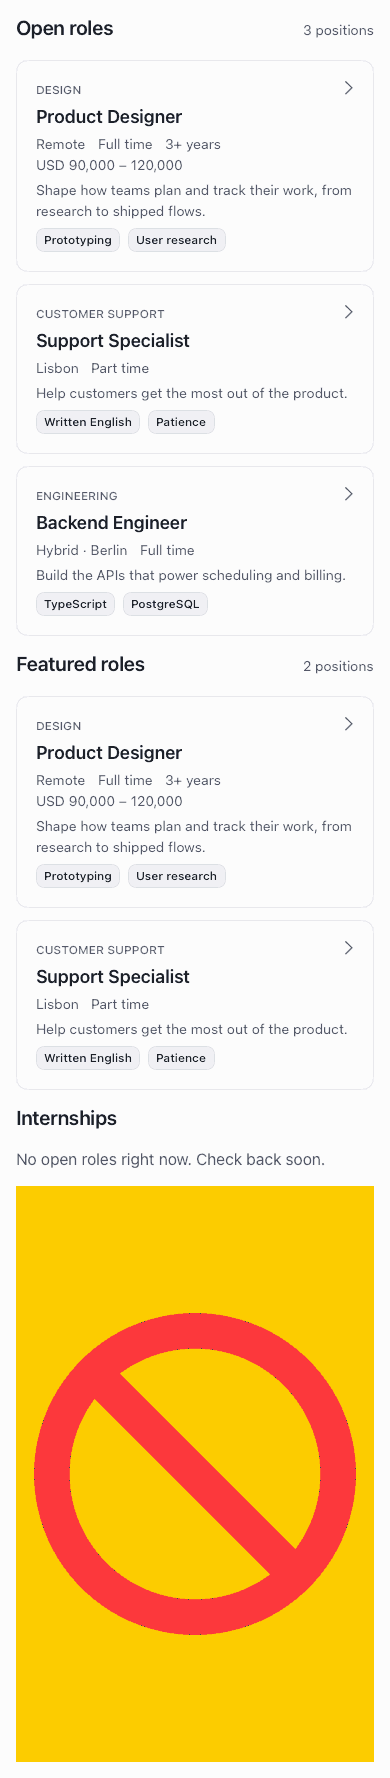 Open roles
3 positions
DESIGN
Product Designer
Remote Full time 3+ years
USD 90,000 – 120,000
Shape how teams plan and track their work, from
research to shipped flows.
Prototyping User research
CUSTOMER SUPPORT
Support Specialist
Lisbon Part time
Help customers get the most out of the product.
Written English Patience
ENGINEERING
Backend Engineer
Hybrid · Berlin Full time
Build the APIs that power scheduling and billing.
TypeScript PostgreSQL
Featured roles
2 positions
DESIGN
Product Designer
Remote Full time 3+ years
USD 90,000 – 120,000
Shape how teams plan and track their work, from
research to shipped flows.
Prototyping User research
CUSTOMER SUPPORT
Support Specialist
Lisbon Part time
Help customers get the most out of the product.
Written English Patience
Internships
No open roles right now. Check back soon.